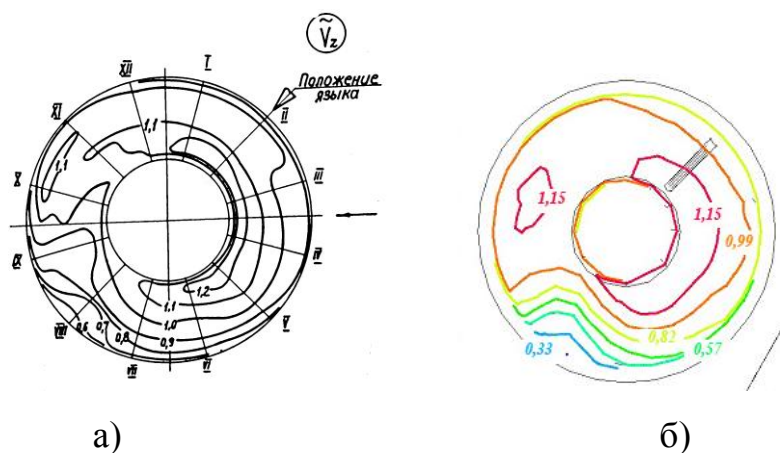 Ṽz
Положение
языка
I
II
III
IV
V
VI
VII
VIII
IX
X
XI
XII
1,1
1,1
1,2
1,1
1,0
0,9
0,8
0,7
0,6
1,15
1,15
0,99
0,82
0,57
0,33
а)
б)